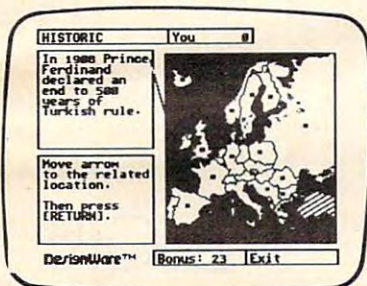 HISTORIC
You 0
In 1908 Prince
Ferdinand
declared an
end to 500
years of
Turkish rule.
Move arrow
to the related
location.
Then press
[RETURN].
DesignWare™
Bonus: 23
Exit